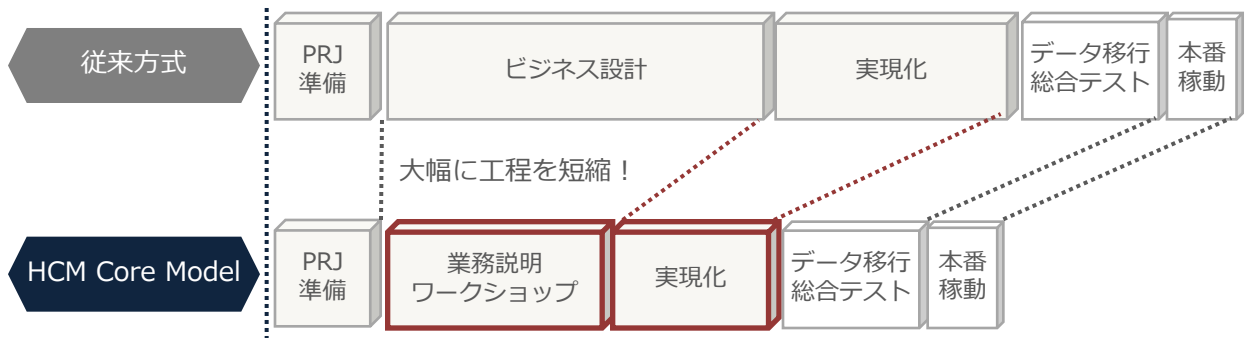 従来方式
PRJ
準備
ビジネス設計
実現化
データ移行
総合テスト
本番
稼動
大幅に工程を短縮！
HCM Core Model
PRJ
準備
業務説明
ワークショップ
実現化
データ移行
総合テスト
本番
稼動